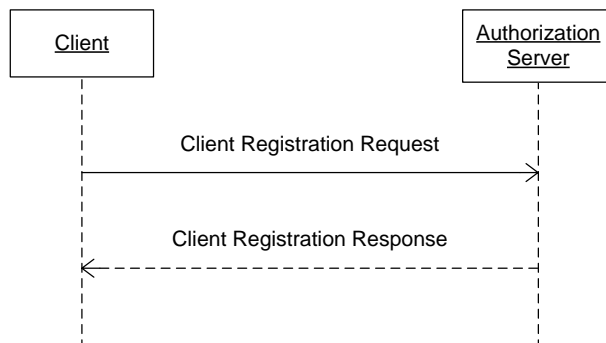 Client
Authorization
Server
Client Registration Request
Client Registration Response